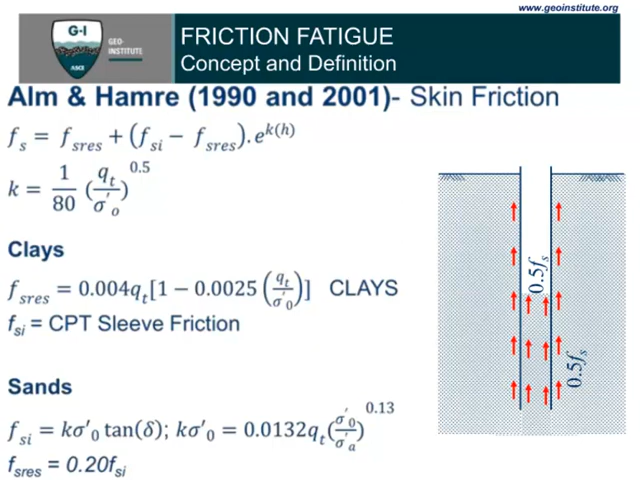 www.geoinstitute.org
G-I
GEO-
INSTITUTE
ASCE
FRICTION FATIGUE
Concept and Definition
Alm & Hamre (1990 and 2001)- Skin Friction
f_s = f_sres + (f_si − f_sres).e^k(h)
k = 1/80 (q_t/σ′_o)^0.5
Clays
f_sres = 0.004q_t[1 − 0.0025 (q_t/σ′_0)] CLAYS
f_si = CPT Sleeve Friction
Sands
f_si = kσ′_0 tan(δ); kσ′_0 = 0.0132q_t(σ′_0/σ′_a)^0.13
f_sres = 0.20f_si
0.5f_s
0.5f_s